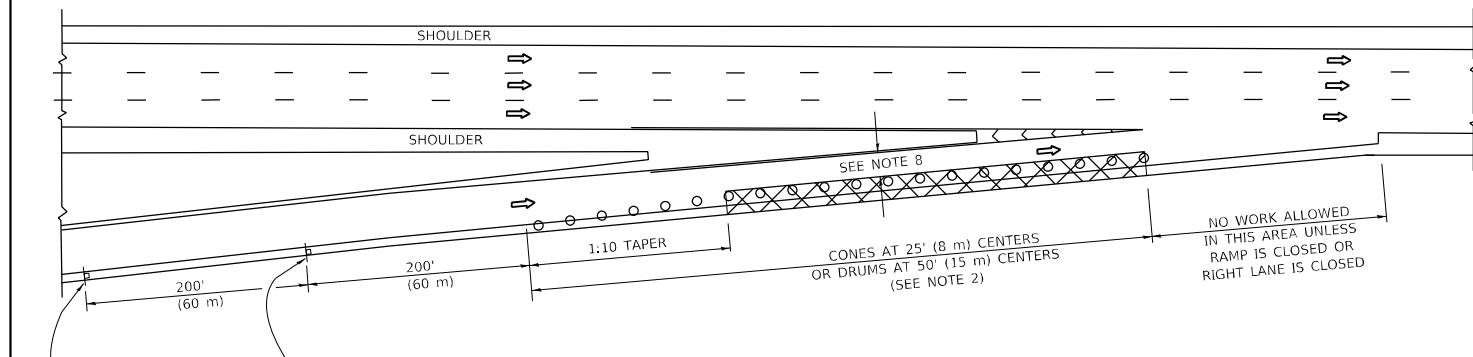 SHOULDER
SHOULDER
SEE NOTE 8
1:10 TAPER
200'
(60 m)
200'
(60 m)
CONES AT 25' (8 m) CENTERS
OR DRUMS AT 50' (15 m) CENTERS
(SEE NOTE 2)
NO WORK ALLOWED
IN THIS AREA UNLESS
RAMP IS CLOSED OR
RIGHT LANE IS CLOSED